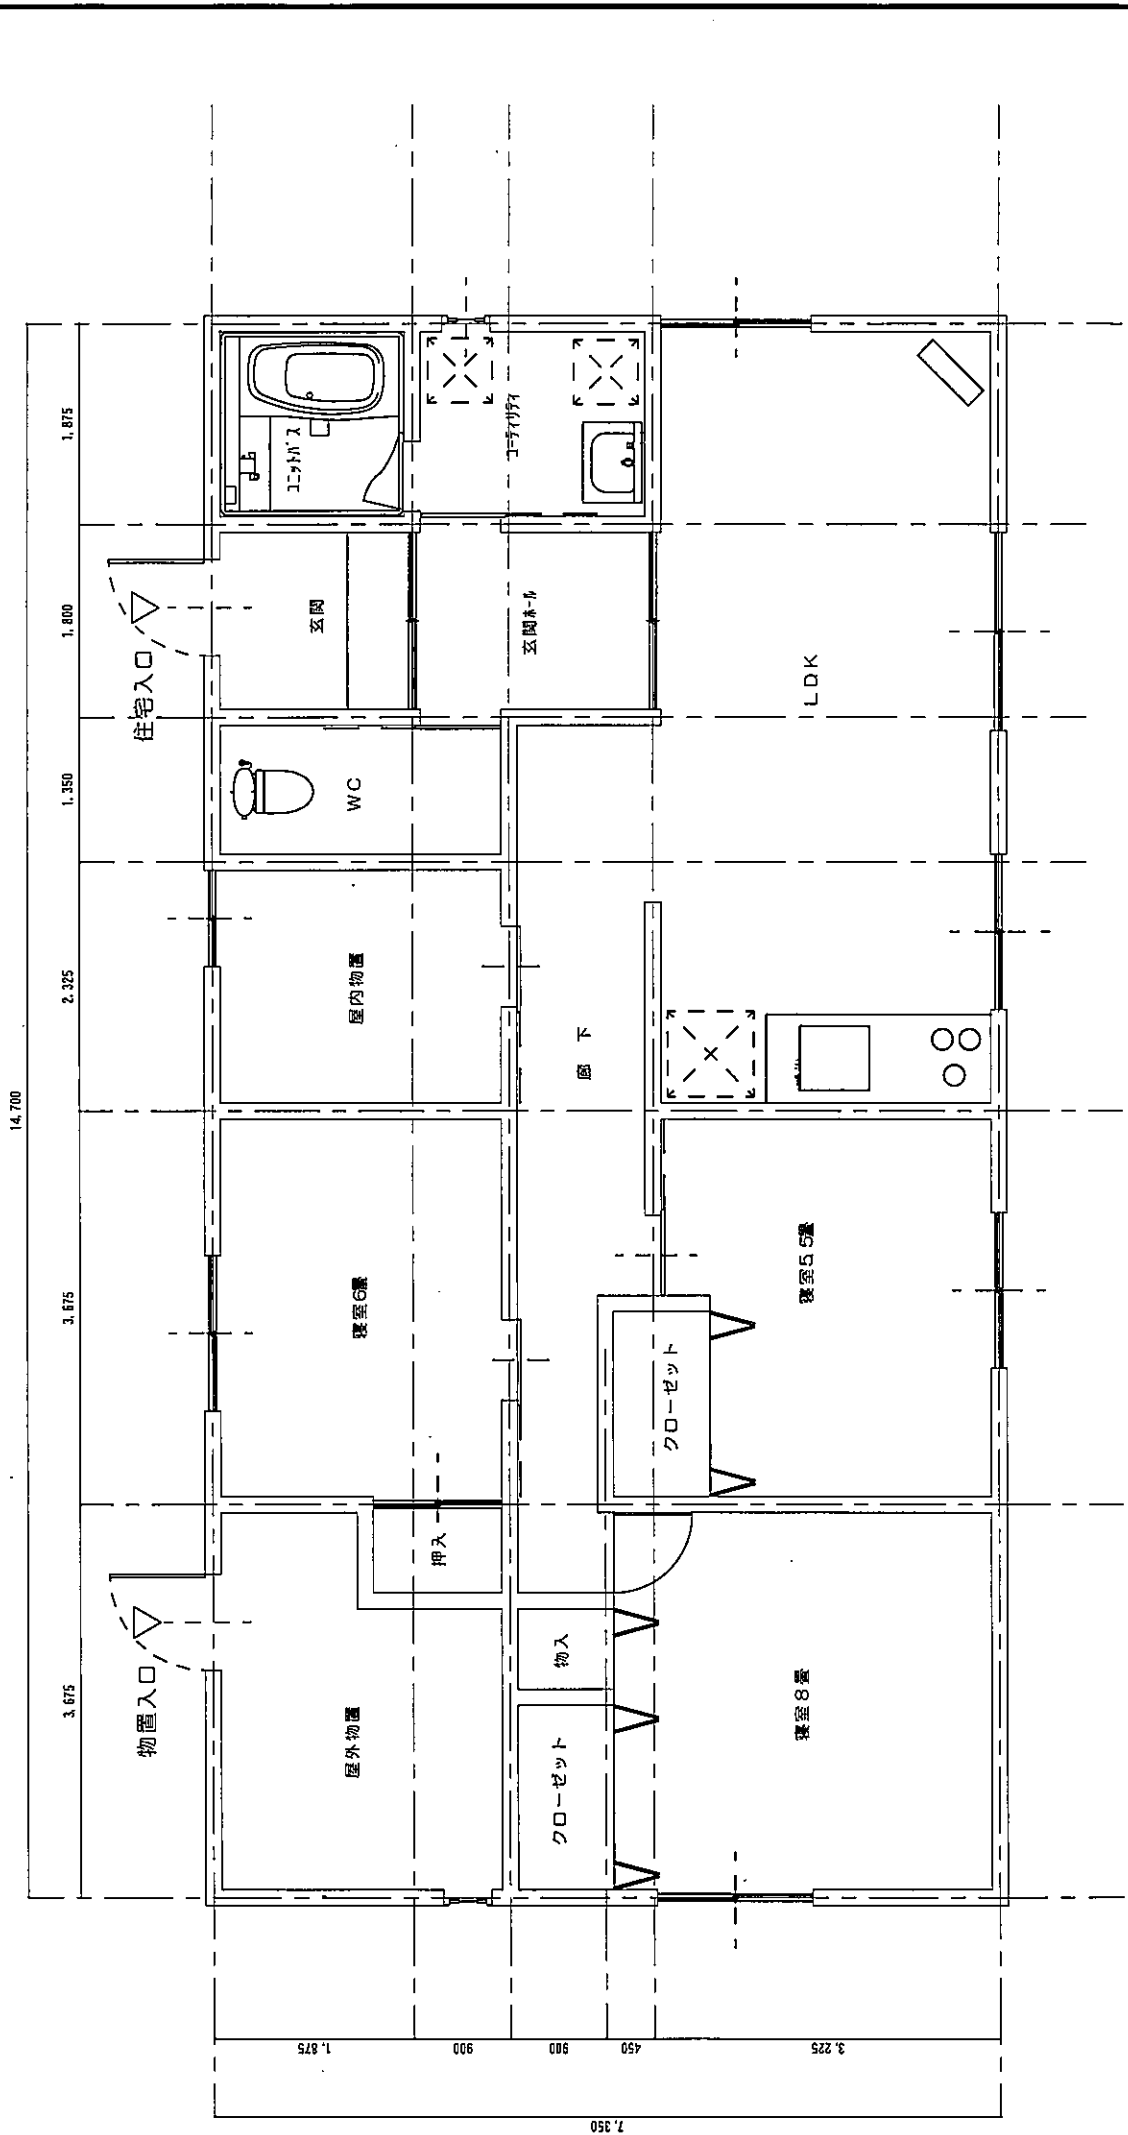 14,700
3,675
3,675
2,325
1,350
1,800
1,875
物置入口
住宅入口
屋外物置
押入
寝室6畳
屋内物置
WC
玄関
ユニットバス
クローゼット
物入
廊下
玄関ホール
ユーティリティ
クローゼット
寝室8畳
寝室5.5畳
LDK
1,875
900
900
450
3,225
7,350